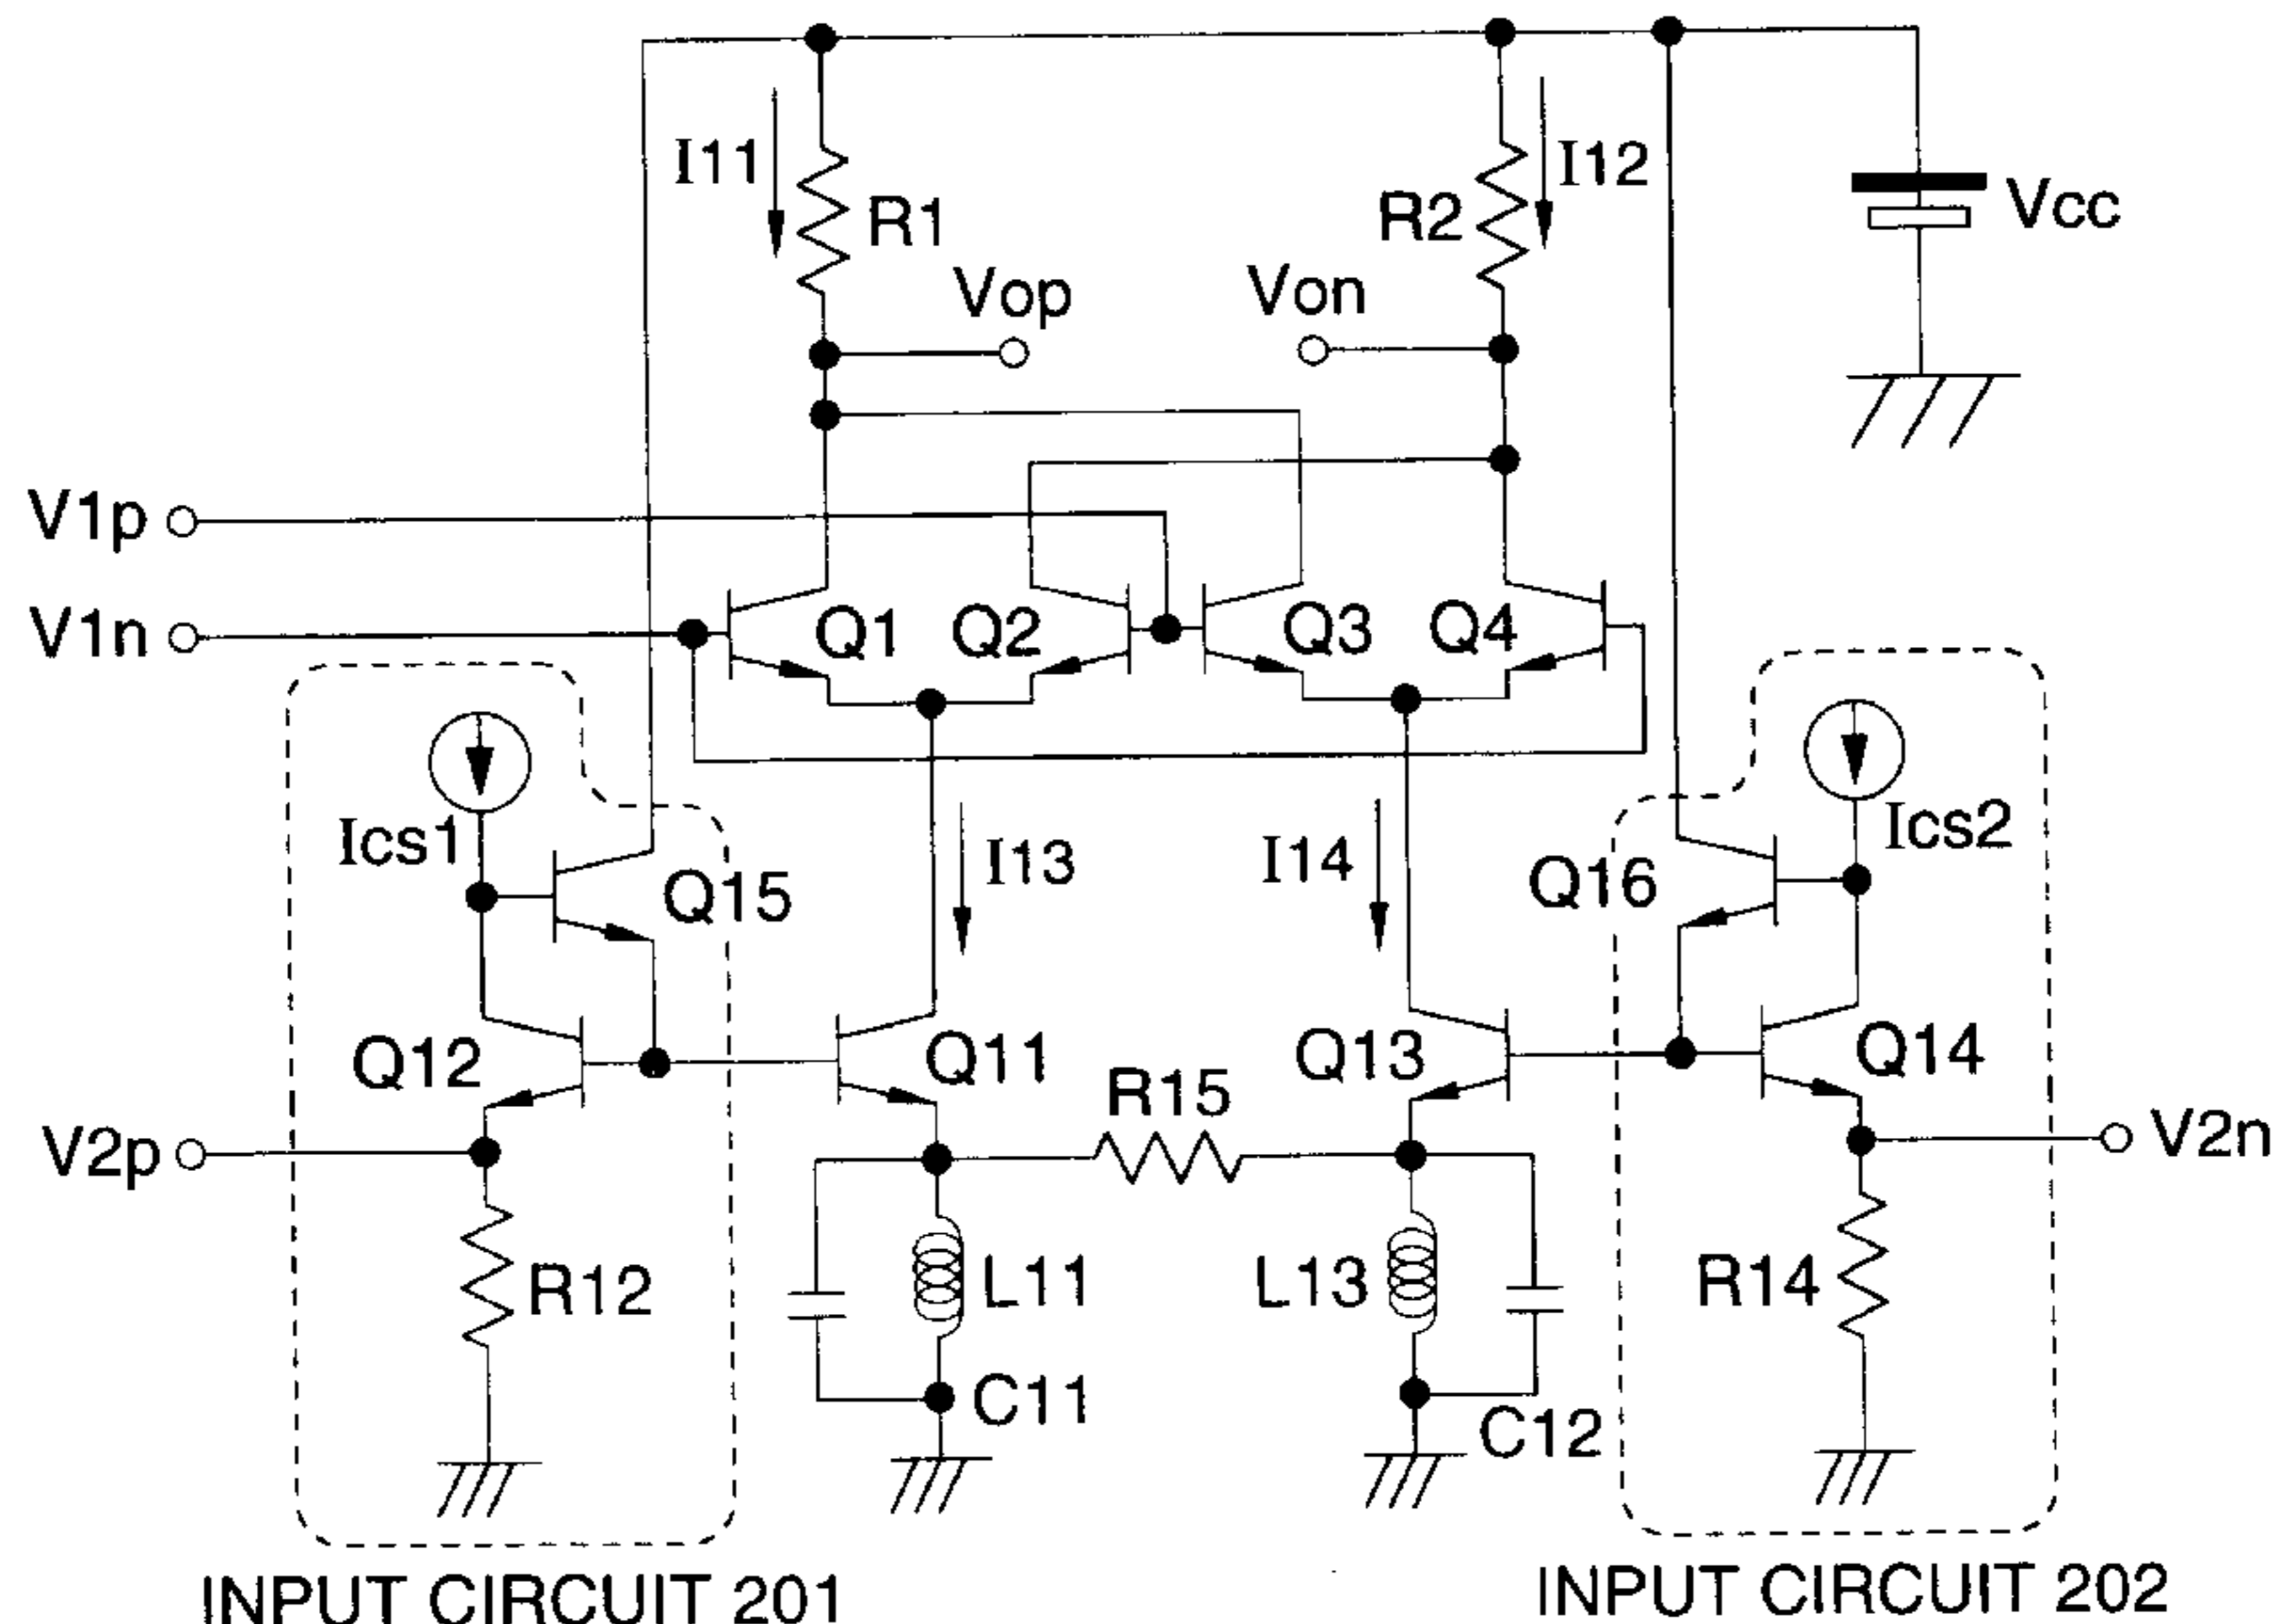 I11
R1
R2
I12
Vcc
Vop
Von
V1p
V1n
Q1
Q2
Q3
Q4
Ics1
Q15
I13
I14
Q16
Ics2
Q12
Q11
Q13
Q14
R15
V2p
V2n
R12
L11
L13
R14
C11
C12
INPUT CIRCUIT 201
INPUT CIRCUIT 202